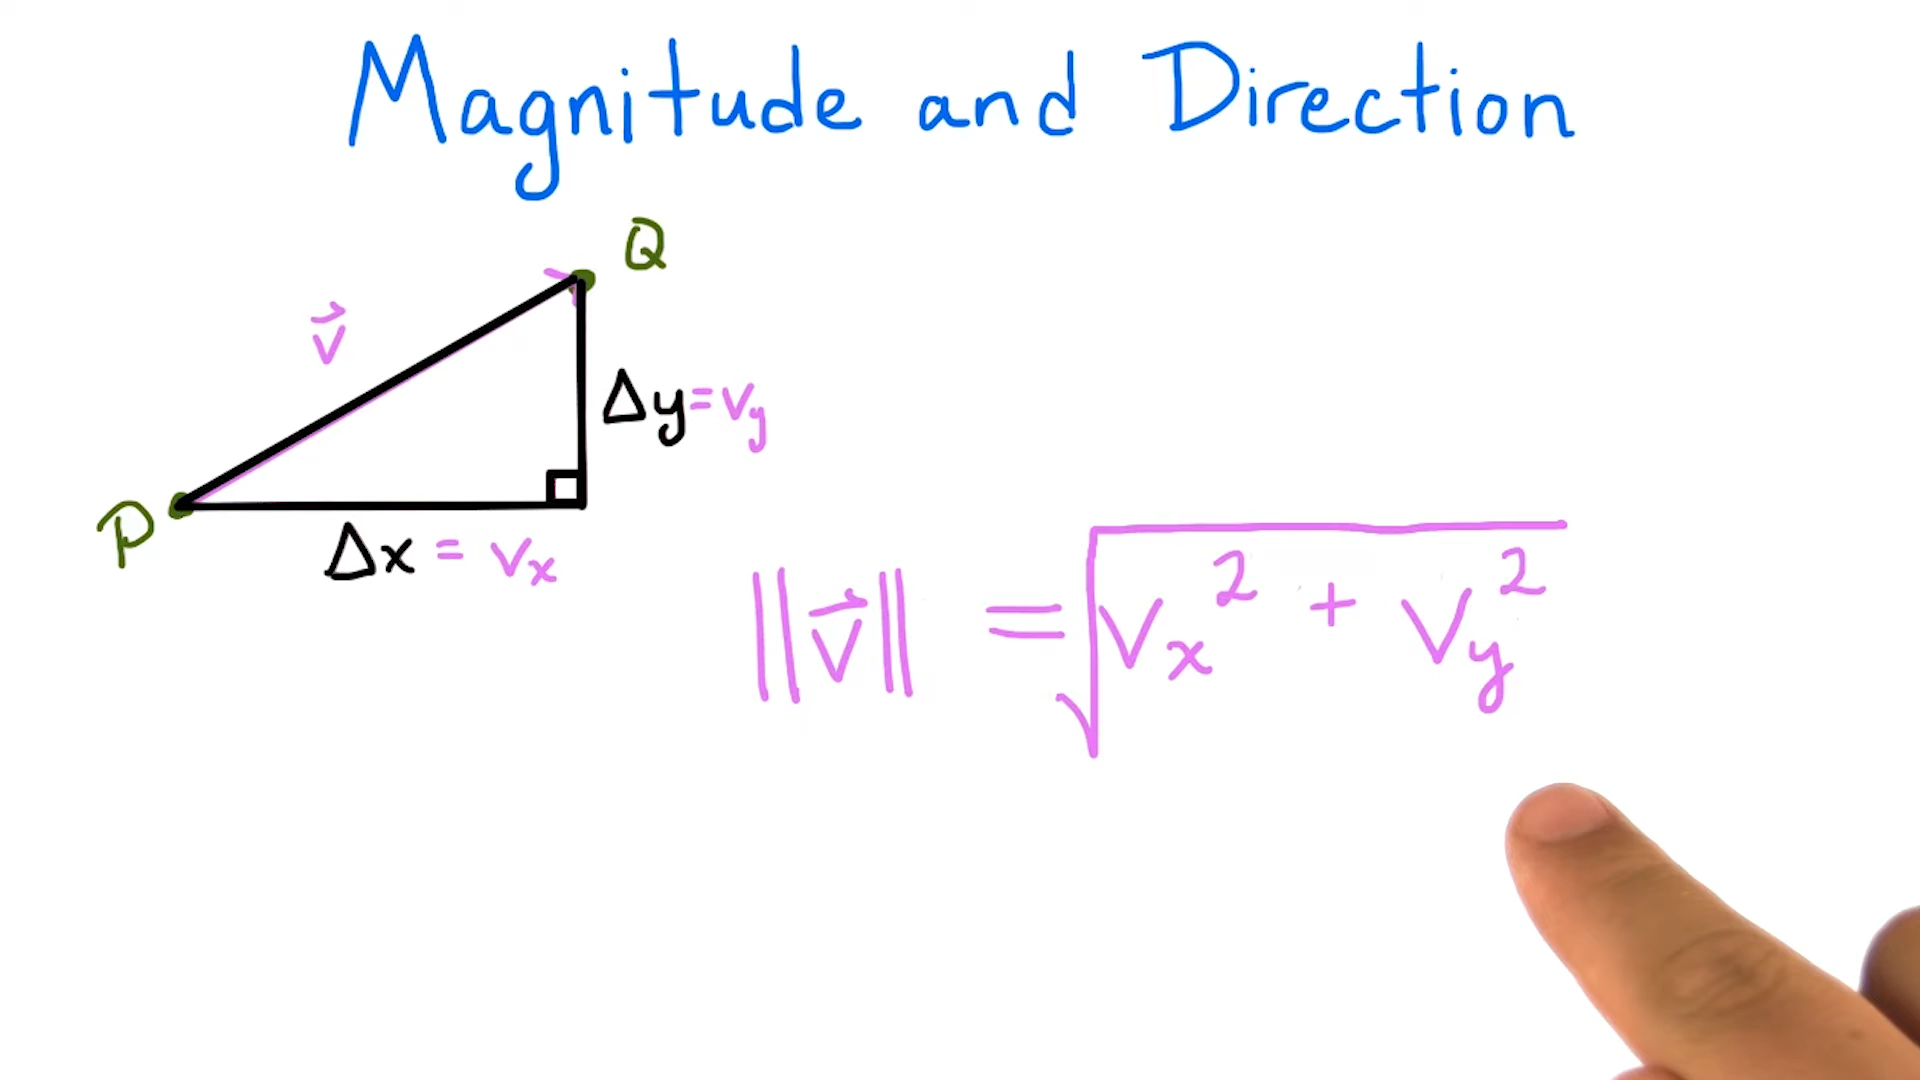 Magnitude and Direction
Q
v⃗
Δy = vy
P
Δx = vx
||v⃗|| = √(vx² + vy²)